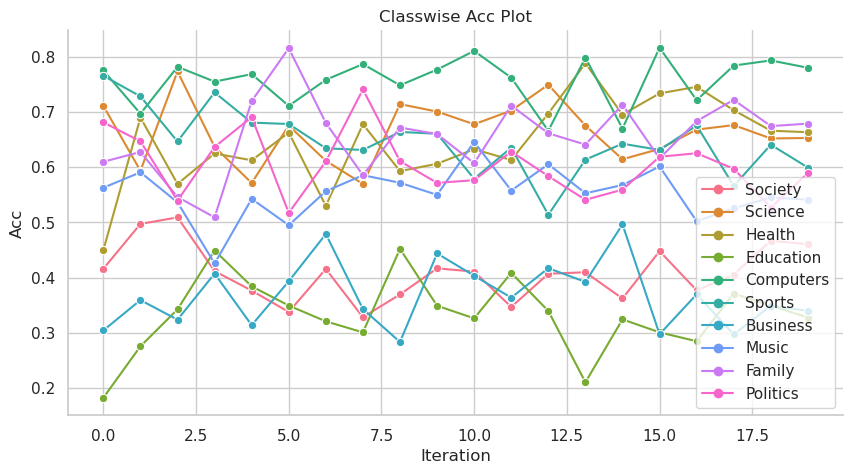 Classwise Acc Plot
Acc
0.8
0.7
0.6
0.5
0.4
0.3
0.2
0.0
2.5
5.0
7.5
10.0
12.5
15.0
17.5
Iteration
Society
Science
Health
Education
Computers
Sports
Business
Music
Family
Politics